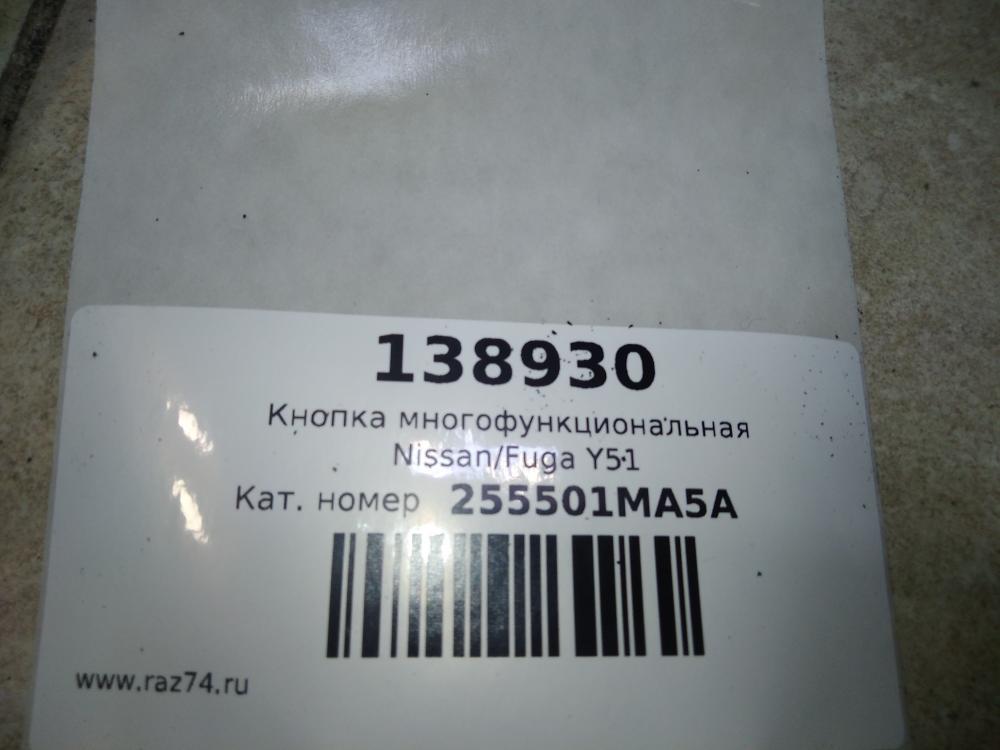 138930
Кнопка многофункциональная
Nissan/Fuga Y51
Кат. номер 255501MA5A
www.raz74.ru